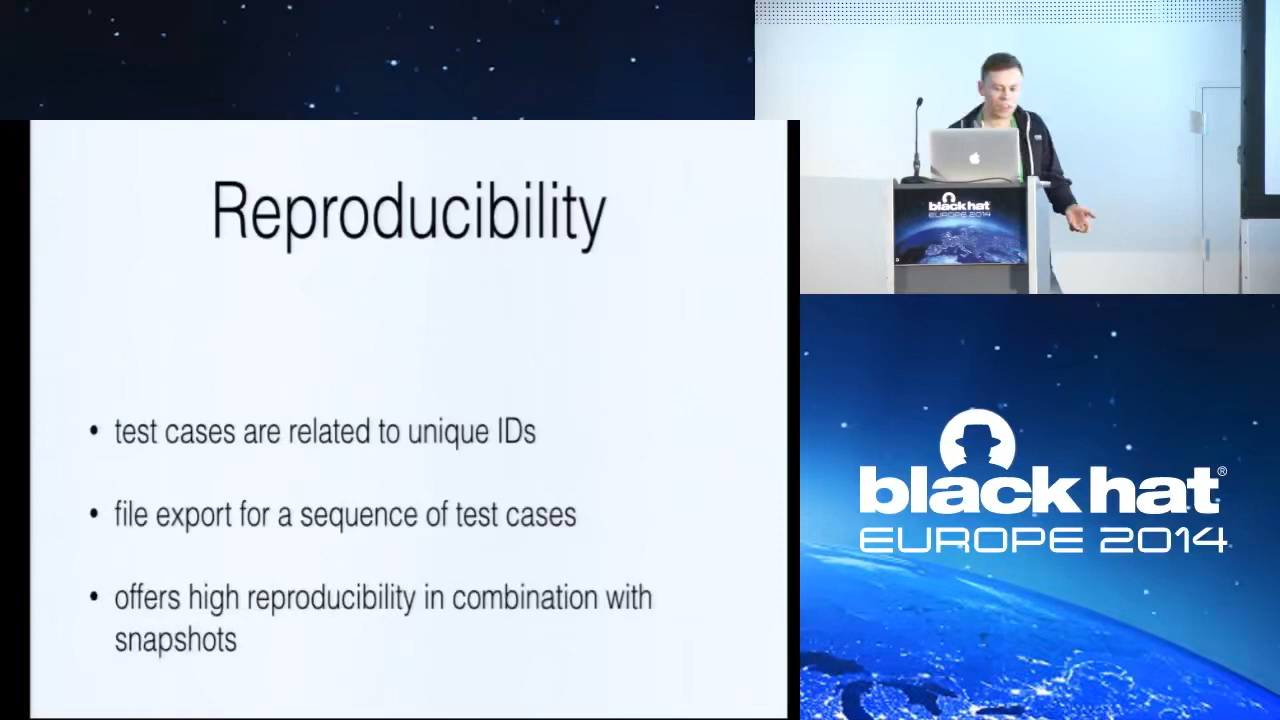 Reproducibility
• test cases are related to unique IDs
• file export for a sequence of test cases
• offers high reproducibility in combination with
snapshots
black hat
EUROPE 2014
black hat®
EUROPE 2014